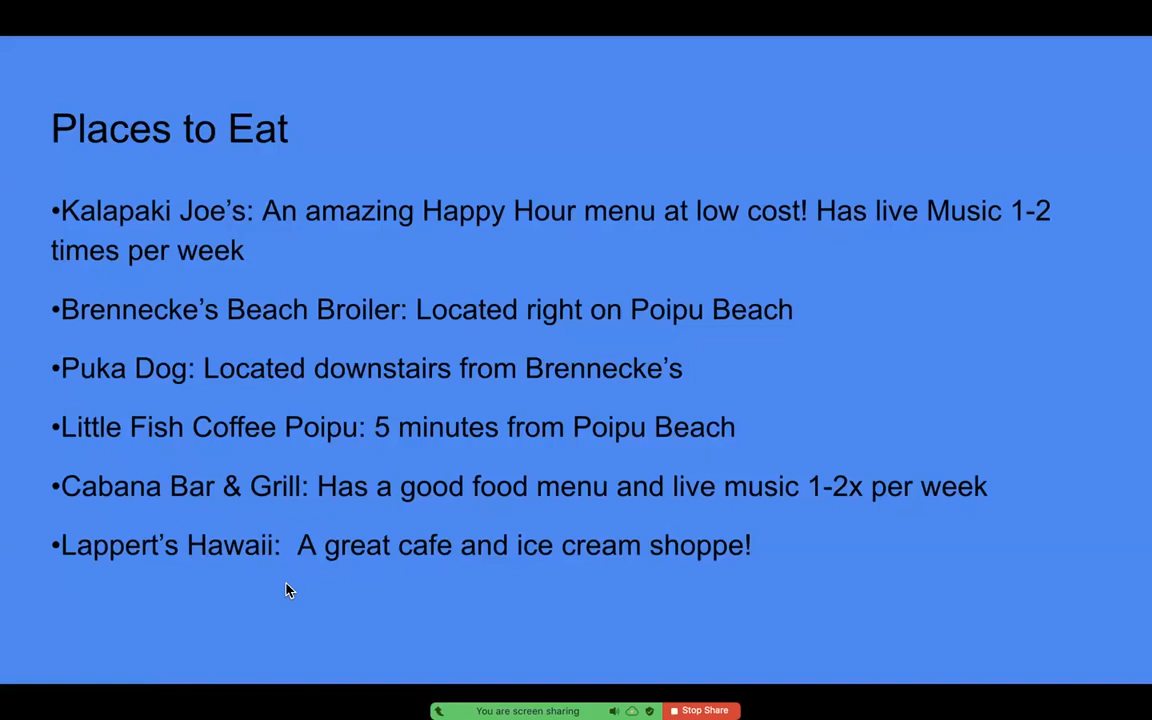 Places to Eat
•Kalapaki Joe’s: An amazing Happy Hour menu at low cost! Has live Music 1-2
times per week
•Brennecke’s Beach Broiler: Located right on Poipu Beach
•Puka Dog: Located downstairs from Brennecke’s
•Little Fish Coffee Poipu: 5 minutes from Poipu Beach
•Cabana Bar & Grill: Has a good food menu and live music 1-2x per week
•Lappert’s Hawaii:  A great cafe and ice cream shoppe!
You are screen sharing
Stop Share